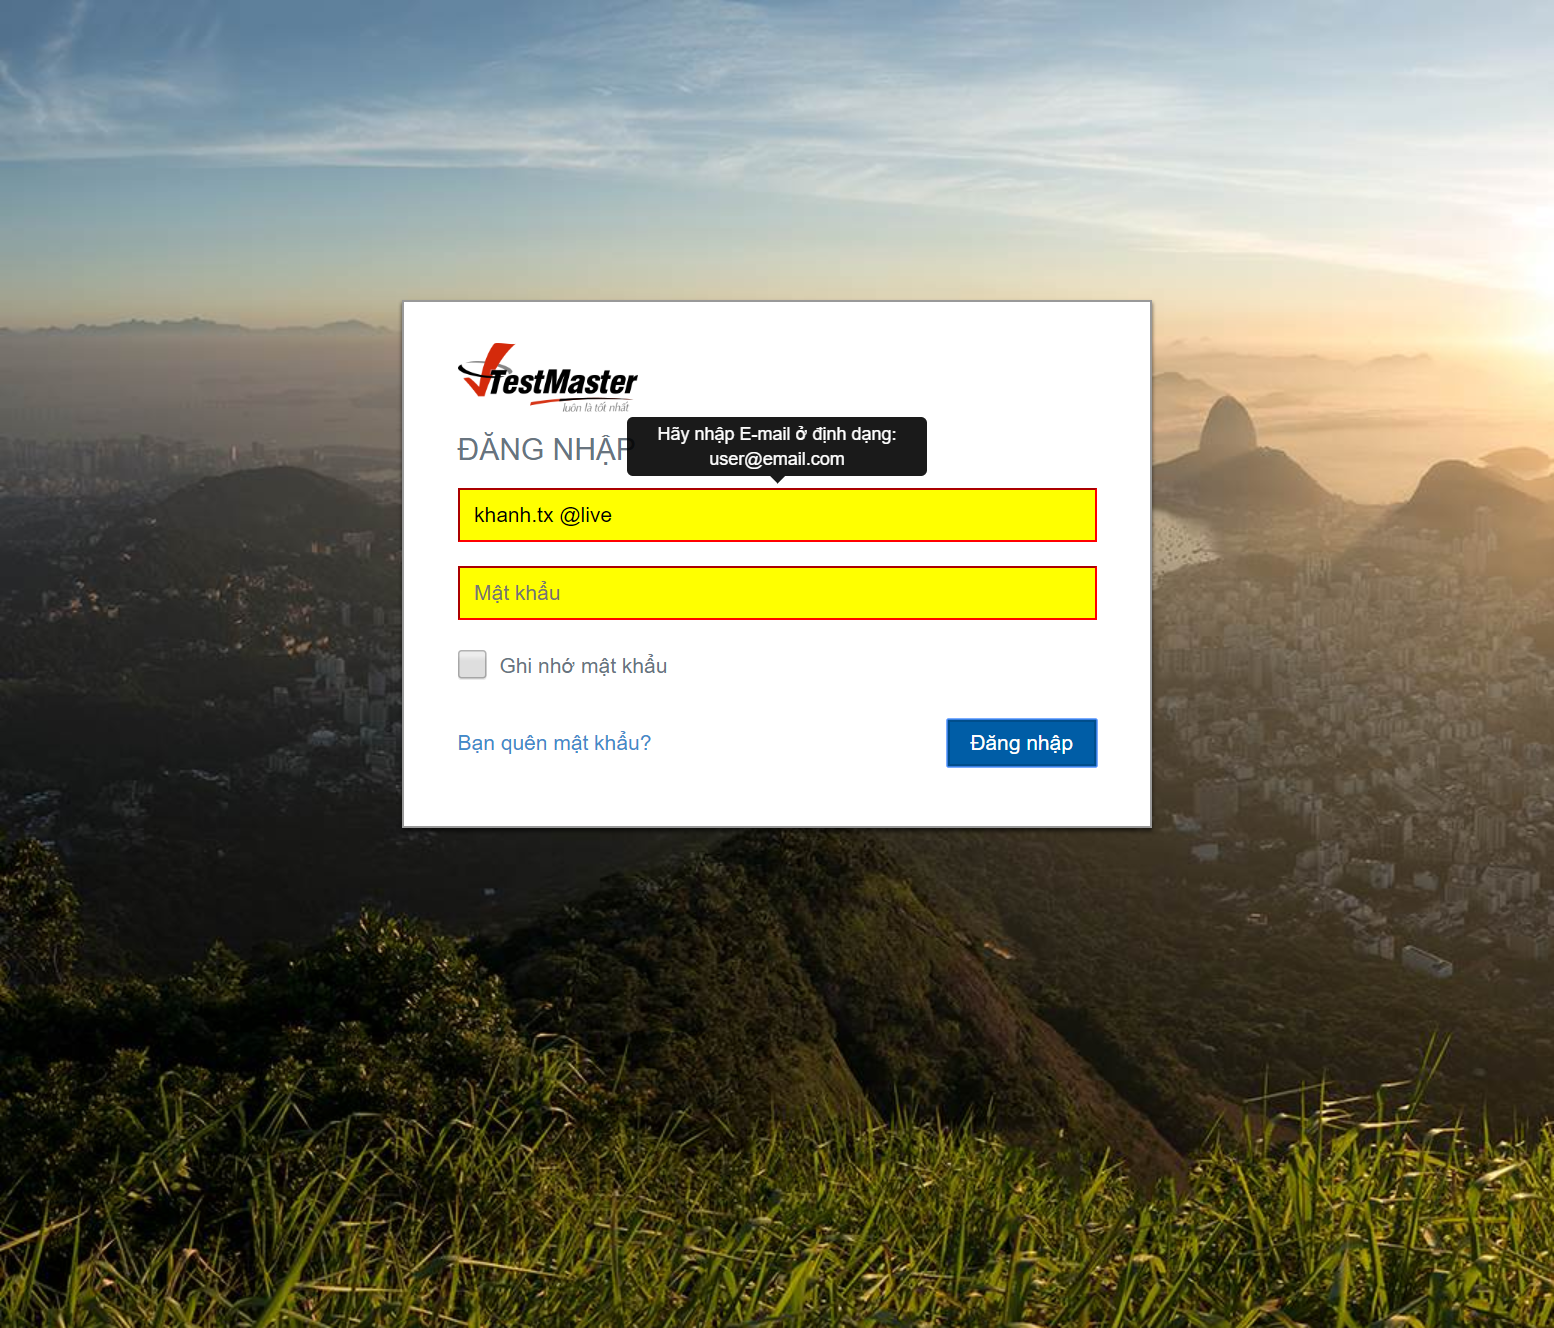 TestMaster
luôn là tốt nhất
Hãy nhập E-mail ở định dạng:
user@email.com
ĐĂNG NHẬP
khanh.tx @live
Mật khẩu
Ghi nhớ mật khẩu
Bạn quên mật khẩu?
Đăng nhập